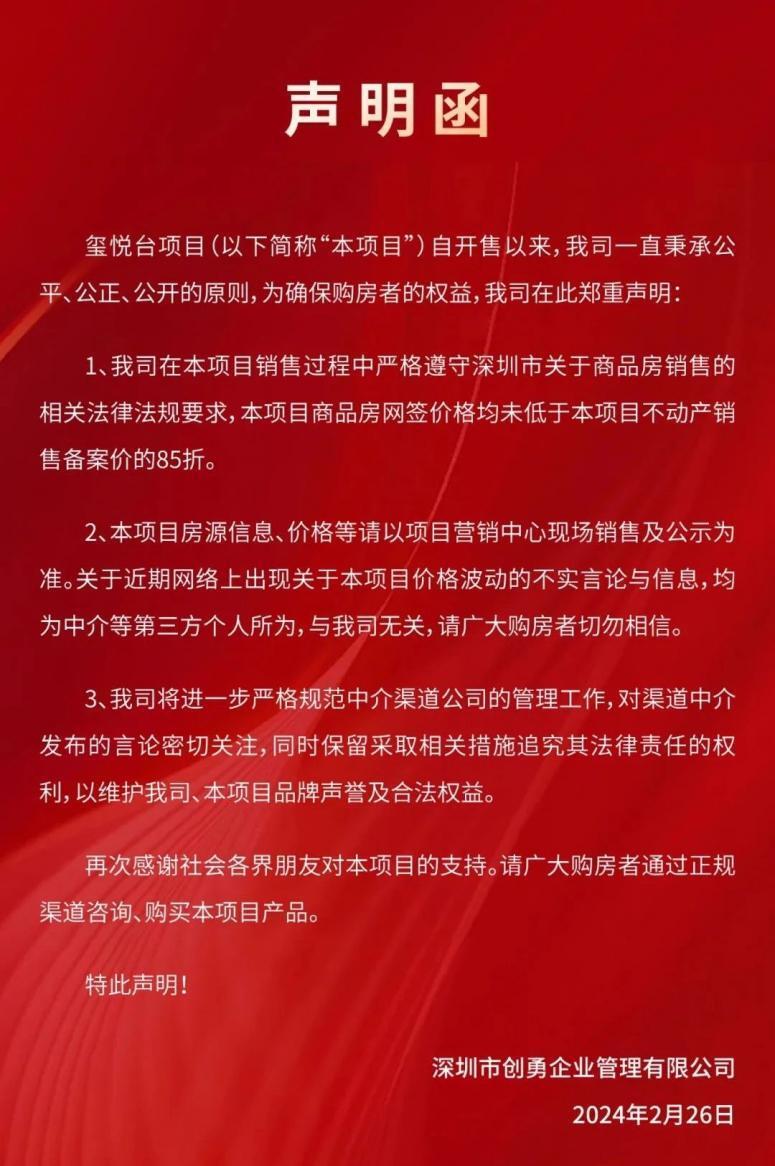 声明函
玺悦台项目（以下简称“本项目”）自开售以来，我司一直秉承公
平、公正、公开的原则，为确保购房者的权益，我司在此郑重声明：
1、我司在本项目销售过程中严格遵守深圳市关于商品房销售的
相关法律法规要求，本项目商品房网签价格均未低于本项目不动产销
售备案价的85折。
2、本项目房源信息、价格等请以项目营销中心现场销售及公示为
准。关于近期网络上出现关于本项目价格波动的不实言论与信息，均
为中介等第三方个人所为，与我司无关，请广大购房者切勿相信。
3、我司将进一步严格规范中介渠道公司的管理工作，对渠道中介
发布的言论密切关注，同时保留采取相关措施追究其法律责任的权
利，以维护我司、本项目品牌声誉及合法权益。
再次感谢社会各界朋友对本项目的支持。请广大购房者通过正规
渠道咨询、购买本项目产品。
特此声明！
深圳市创勇企业管理有限公司
2024年2月26日